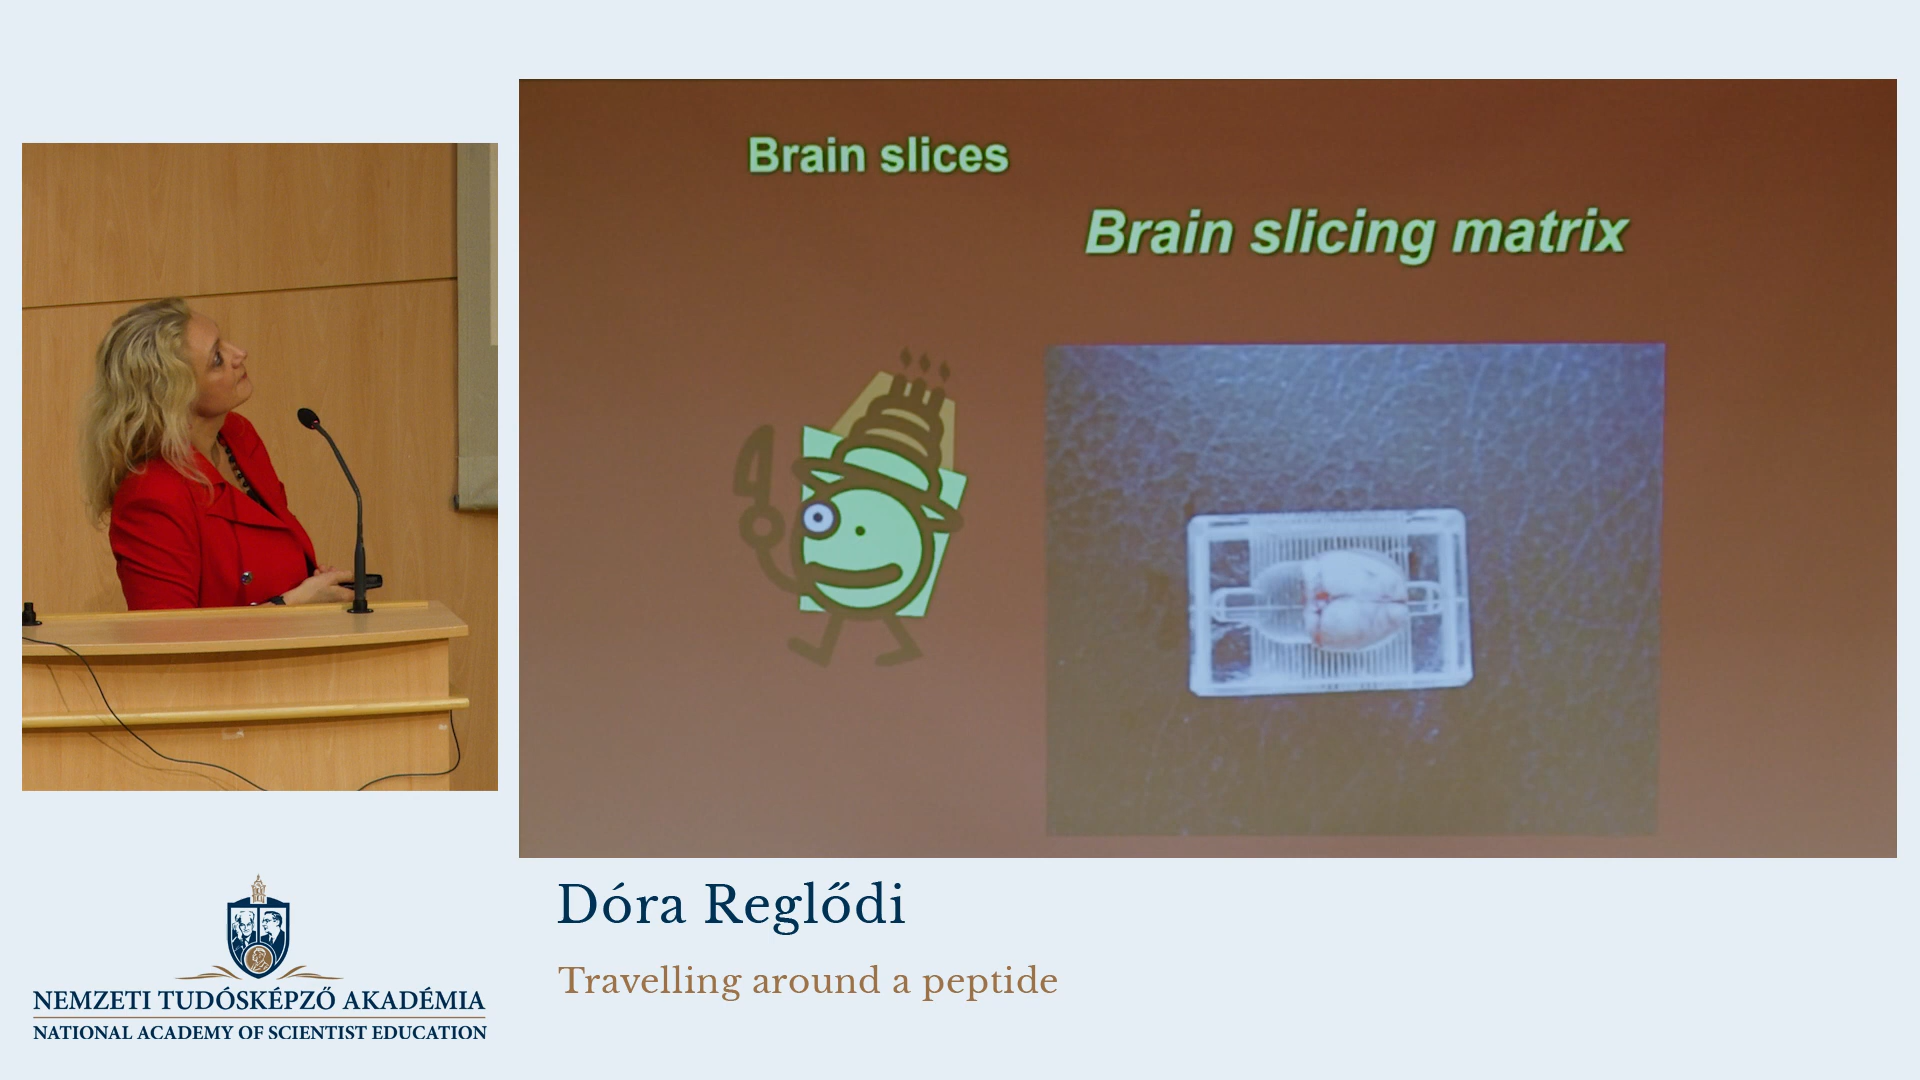 Brain slices
Brain slicing matrix
Dóra Reglődi
Travelling around a peptide
NEMZETI TUDÓSKÉPZŐ AKADÉMIA
NATIONAL ACADEMY OF SCIENTIST EDUCATION